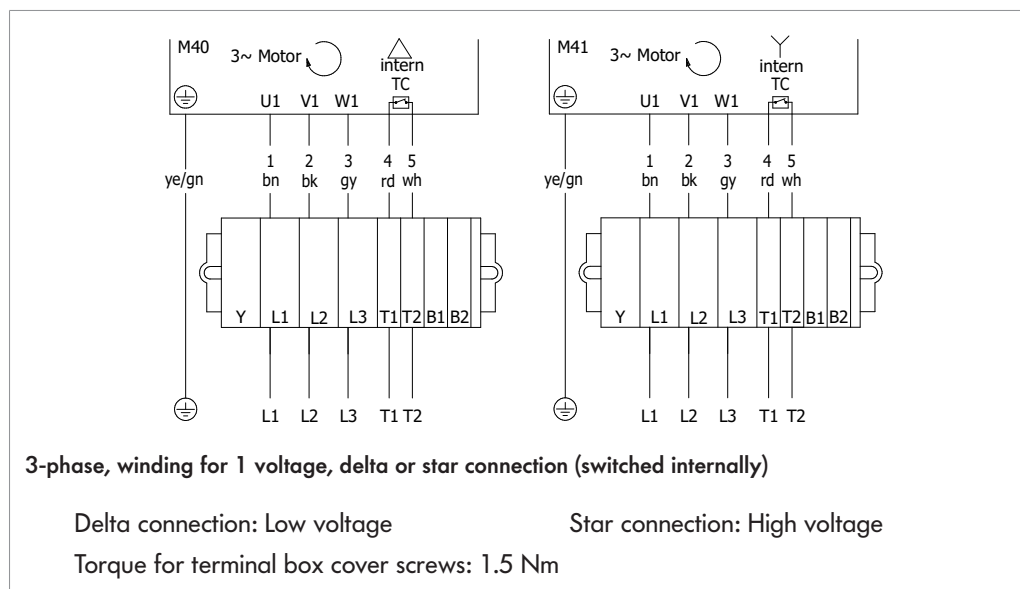 M40 3~ Motor intern
TC
U1 V1 W1
1 2 3 4 5
ye/gn bn bk gy rd wh
Y L1 L2 L3 T1 T2 B1 B2
L1 L2 L3 T1 T2
M41 3~ Motor intern
TC
U1 V1 W1
1 2 3 4 5
ye/gn bn bk gy rd wh
Y L1 L2 L3 T1 T2 B1 B2
L1 L2 L3 T1 T2
3-phase, winding for 1 voltage, delta or star connection (switched internally)
Delta connection: Low voltage Star connection: High voltage
Torque for terminal box cover screws: 1.5 Nm